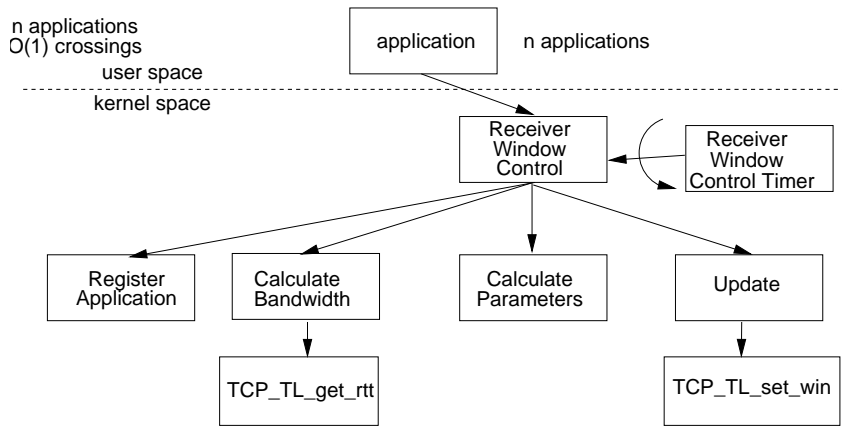 n applications
O(1) crossings
application
n applications
user space
kernel space
Receiver
Window
Control
Receiver
Window
Control Timer
Register
Application
Calculate
Bandwidth
Calculate
Parameters
Update
TCP_TL_get_rtt
TCP_TL_set_win